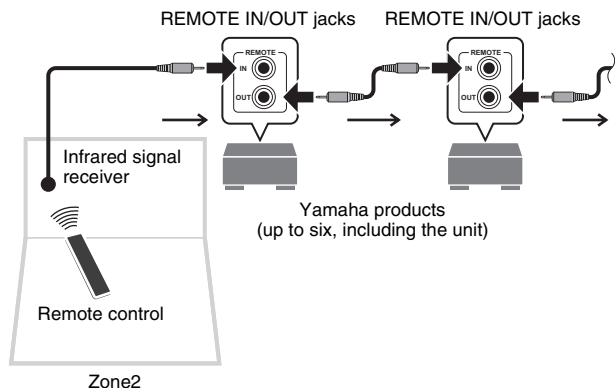 REMOTE IN/OUT jacks
REMOTE IN/OUT jacks
REMOTE
IN
OUT
REMOTE
IN
OUT
Infrared signal
receiver
Yamaha products
(up to six, including the unit)
Remote control
Zone2